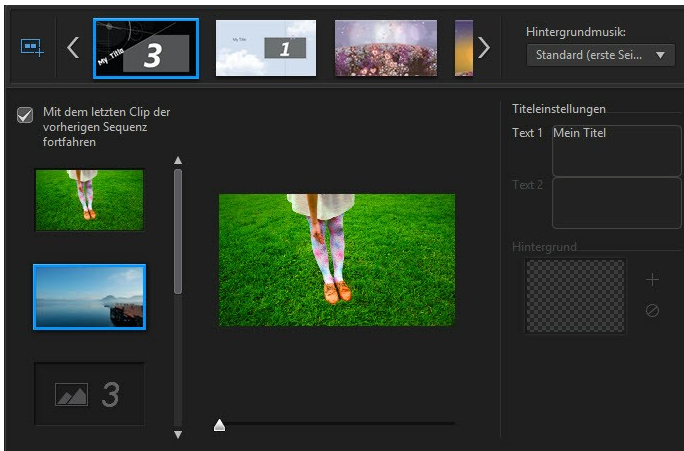 My Title
3
My Title
1
Hintergrundmusik:
Standard (erste Sei...
Mit dem letzten Clip der
vorherigen Sequenz
fortfahren
3
Titeleinstellungen
Text 1
Mein Titel
Text 2
Hintergrund